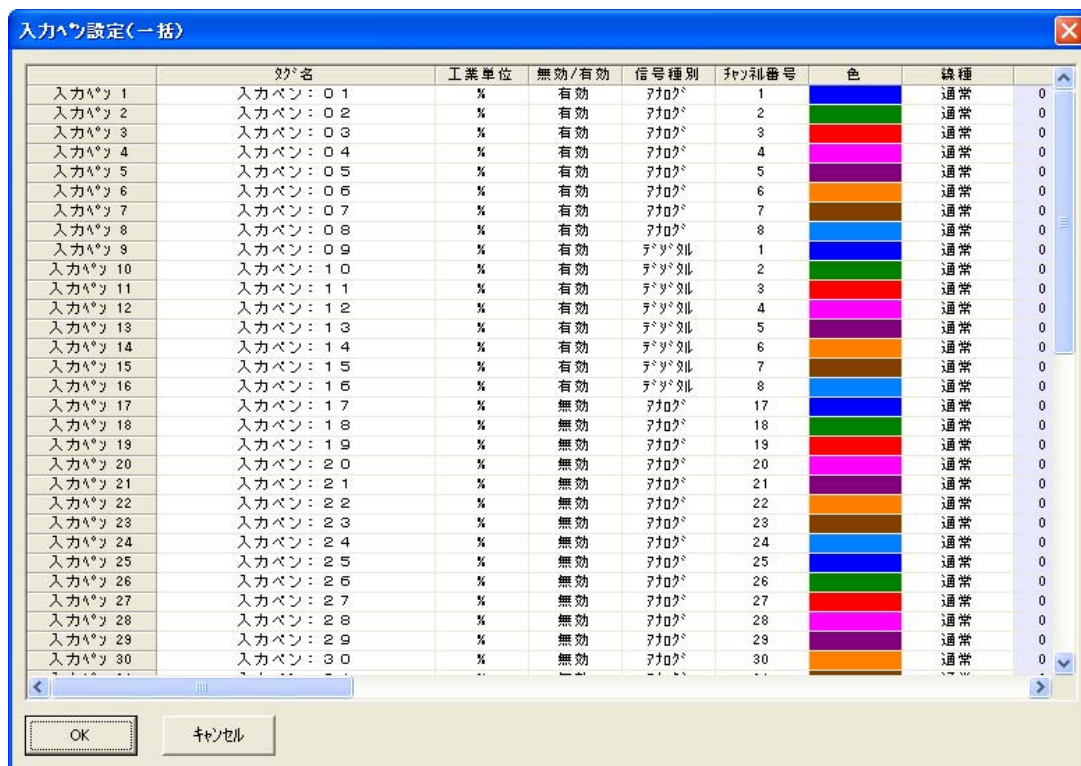 入力ﾍﾟﾝ設定(一括)
ﾀｸﾞ名 工業単位 無効/有効 信号種別 ﾁｬﾝﾈﾙ番号 色 線種
入力ﾍﾟﾝ 1 入力ペン：０１ % 有効 ｱﾅﾛｸﾞ 1 通常 0
入力ﾍﾟﾝ 2 入力ペン：０２ % 有効 ｱﾅﾛｸﾞ 2 通常 0
入力ﾍﾟﾝ 3 入力ペン：０３ % 有効 ｱﾅﾛｸﾞ 3 通常 0
入力ﾍﾟﾝ 4 入力ペン：０４ % 有効 ｱﾅﾛｸﾞ 4 通常 0
入力ﾍﾟﾝ 5 入力ペン：０５ % 有効 ｱﾅﾛｸﾞ 5 通常 0
入力ﾍﾟﾝ 6 入力ペン：０６ % 有効 ｱﾅﾛｸﾞ 6 通常 0
入力ﾍﾟﾝ 7 入力ペン：０７ % 有効 ｱﾅﾛｸﾞ 7 通常 0
入力ﾍﾟﾝ 8 入力ペン：０８ % 有効 ｱﾅﾛｸﾞ 8 通常 0
入力ﾍﾟﾝ 9 入力ペン：０９ % 有効 ﾃﾞｼﾞﾀﾙ 1 通常 0
入力ﾍﾟﾝ 10 入力ペン：１０ % 有効 ﾃﾞｼﾞﾀﾙ 2 通常 0
入力ﾍﾟﾝ 11 入力ペン：１１ % 有効 ﾃﾞｼﾞﾀﾙ 3 通常 0
入力ﾍﾟﾝ 12 入力ペン：１２ % 有効 ﾃﾞｼﾞﾀﾙ 4 通常 0
入力ﾍﾟﾝ 13 入力ペン：１３ % 有効 ﾃﾞｼﾞﾀﾙ 5 通常 0
入力ﾍﾟﾝ 14 入力ペン：１４ % 有効 ﾃﾞｼﾞﾀﾙ 6 通常 0
入力ﾍﾟﾝ 15 入力ペン：１５ % 有効 ﾃﾞｼﾞﾀﾙ 7 通常 0
入力ﾍﾟﾝ 16 入力ペン：１６ % 有効 ﾃﾞｼﾞﾀﾙ 8 通常 0
入力ﾍﾟﾝ 17 入力ペン：１７ % 無効 ｱﾅﾛｸﾞ 17 通常 0
入力ﾍﾟﾝ 18 入力ペン：１８ % 無効 ｱﾅﾛｸﾞ 18 通常 0
入力ﾍﾟﾝ 19 入力ペン：１９ % 無効 ｱﾅﾛｸﾞ 19 通常 0
入力ﾍﾟﾝ 20 入力ペン：２０ % 無効 ｱﾅﾛｸﾞ 20 通常 0
入力ﾍﾟﾝ 21 入力ペン：２１ % 無効 ｱﾅﾛｸﾞ 21 通常 0
入力ﾍﾟﾝ 22 入力ペン：２２ % 無効 ｱﾅﾛｸﾞ 22 通常 0
入力ﾍﾟﾝ 23 入力ペン：２３ % 無効 ｱﾅﾛｸﾞ 23 通常 0
入力ﾍﾟﾝ 24 入力ペン：２４ % 無効 ｱﾅﾛｸﾞ 24 通常 0
入力ﾍﾟﾝ 25 入力ペン：２５ % 無効 ｱﾅﾛｸﾞ 25 通常 0
入力ﾍﾟﾝ 26 入力ペン：２６ % 無効 ｱﾅﾛｸﾞ 26 通常 0
入力ﾍﾟﾝ 27 入力ペン：２７ % 無効 ｱﾅﾛｸﾞ 27 通常 0
入力ﾍﾟﾝ 28 入力ペン：２８ % 無効 ｱﾅﾛｸﾞ 28 通常 0
入力ﾍﾟﾝ 29 入力ペン：２９ % 無効 ｱﾅﾛｸﾞ 29 通常 0
入力ﾍﾟﾝ 30 入力ペン：３０ % 無効 ｱﾅﾛｸﾞ 30 通常 0
OK ｷｬﾝｾﾙ